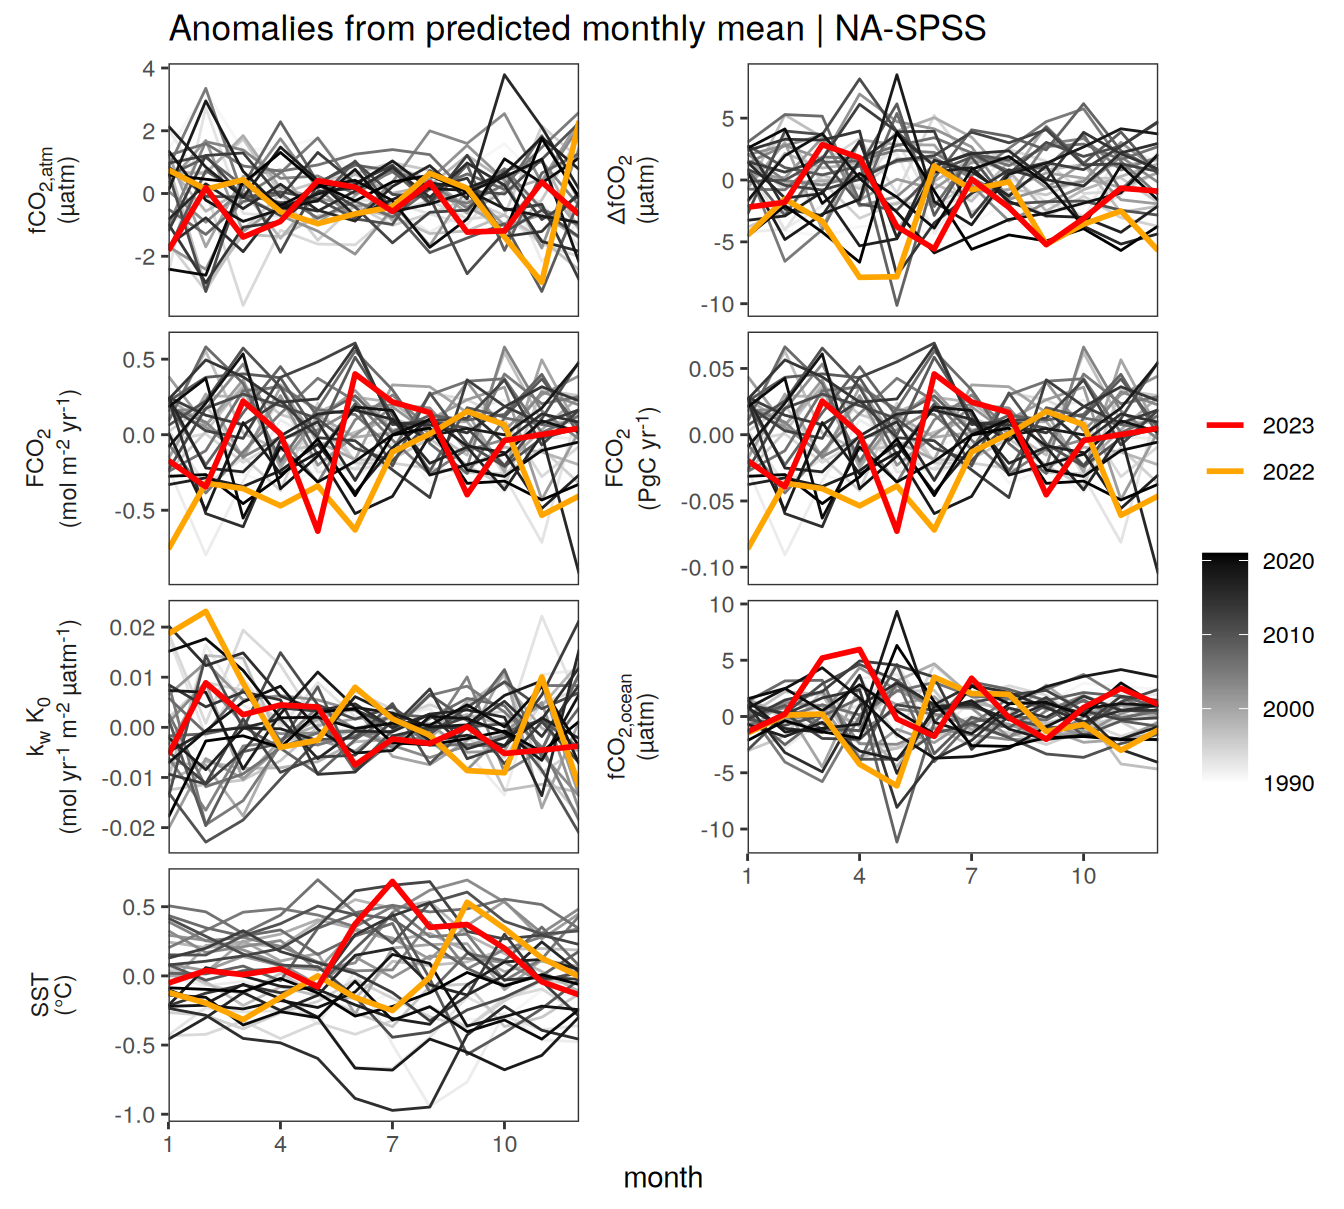 Anomalies from predicted monthly mean | NA-SPSS
fCO2,atm
(µatm)
4
2
0
-2
ΔfCO2
(µatm)
5
0
-5
-10
FCO2
(mol m-2 yr-1)
0.5
0.0
-0.5
FCO2
(PgC yr-1)
0.05
0.00
-0.05
-0.10
kw K0
(mol yr-1 m-2 µatm-1)
0.02
0.01
0.00
-0.01
-0.02
fCO2,ocean
(µatm)
10
5
0
-5
-10
1 4 7 10
SST
(°C)
0.5
0.0
-0.5
-1.0
1 4 7 10
month
2023
2022
2020
2010
2000
1990